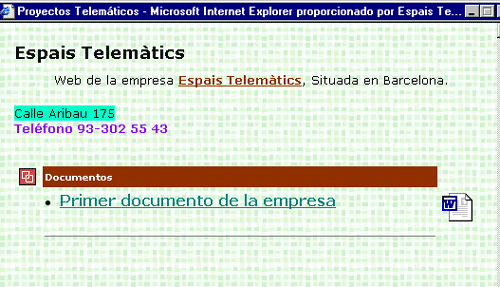 Proyectos Telemáticos - Microsoft Internet Explorer proporcionado por Espais Te...
Espais Telemàtics
Web de la empresa Espais Telemàtics, Situada en Barcelona.
Calle Aribau 175
Teléfono 93-302 55 43
Documentos
Primer documento de la empresa
W